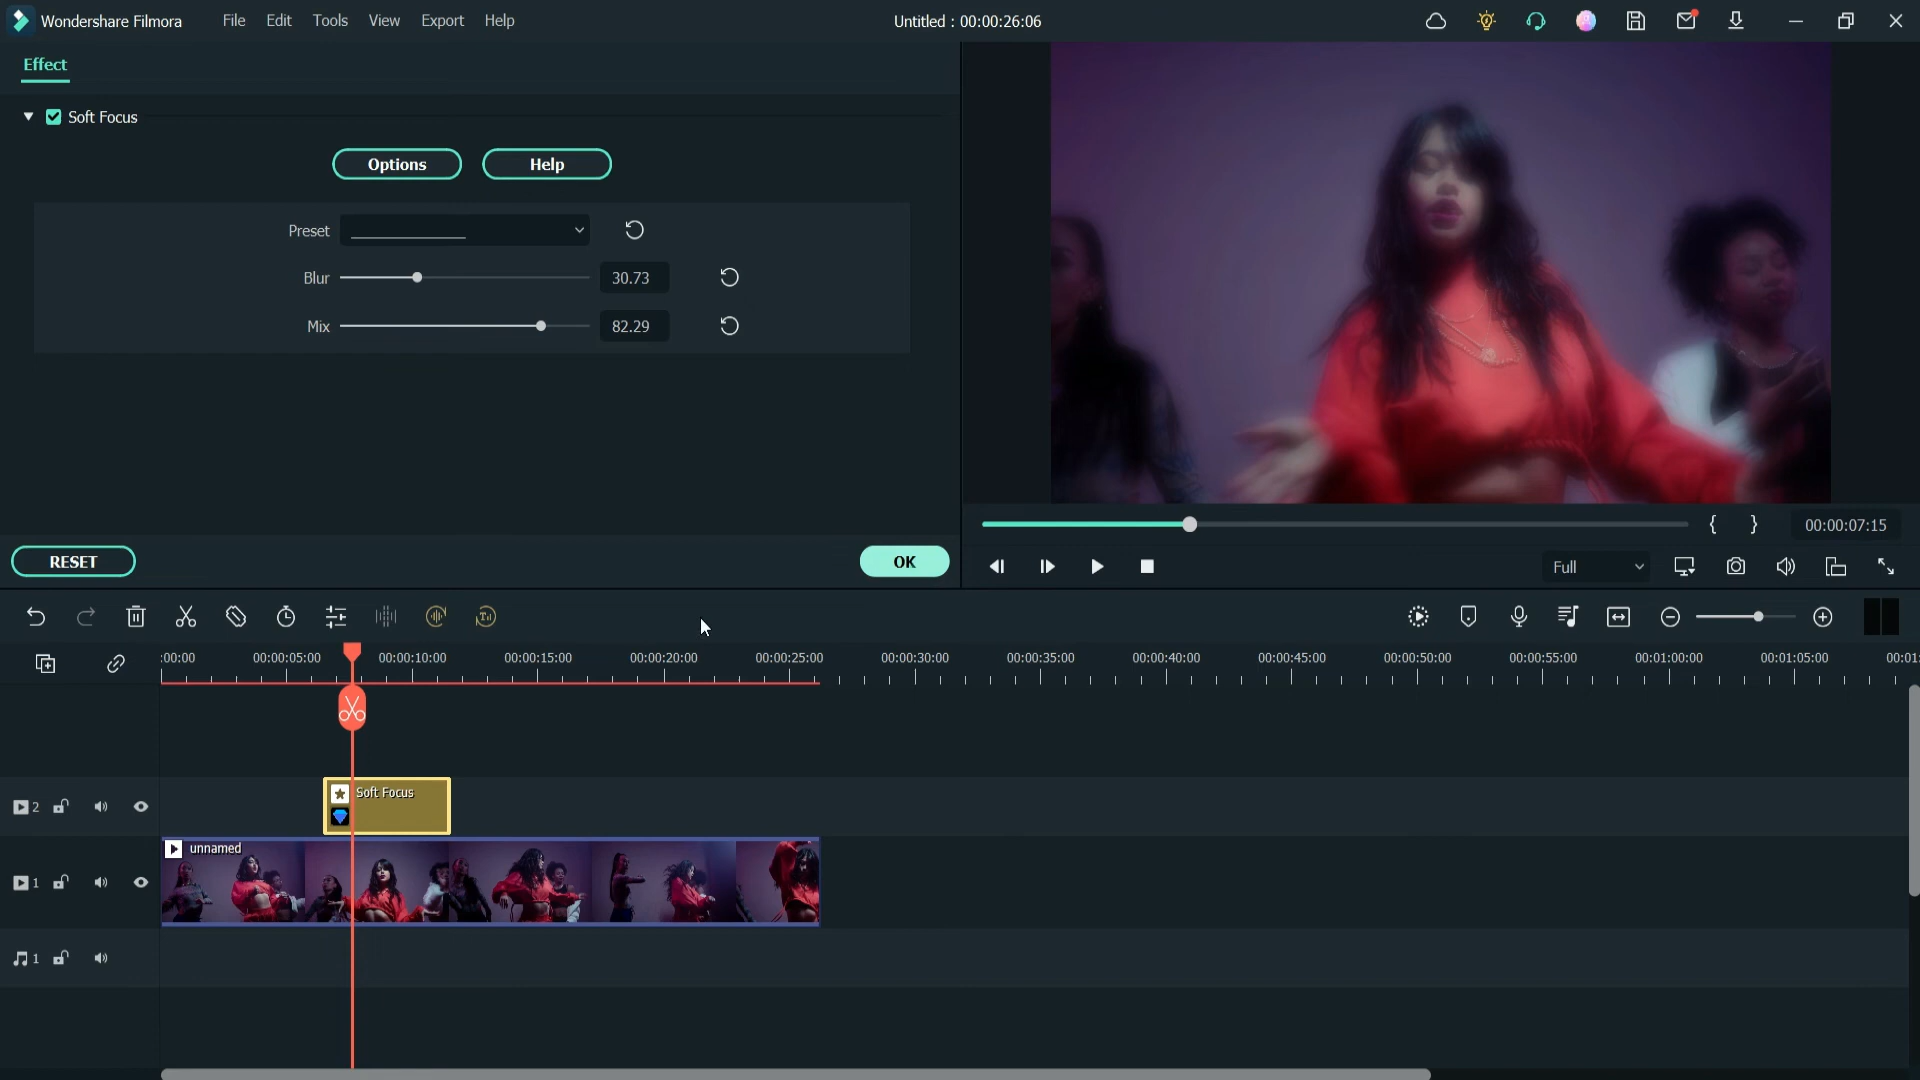 Wondershare Filmora File Edit Tools View Export Help Untitled : 00:00:26:06
Effect
Soft Focus
Options Help
Preset
Blur 30.73
Mix 82.29
RESET OK
00:00:07:15
Full
:00:00 00:00:05:00 00:00:10:00 00:00:15:00 00:00:20:00 00:00:25:00 00:00:30:00 00:00:35:00 00:00:40:00 00:00:45:00 00:00:50:00 00:00:55:00 00:01:00:00 00:01:05:00 00:01:
2 Soft Focus
unnamed
1
1